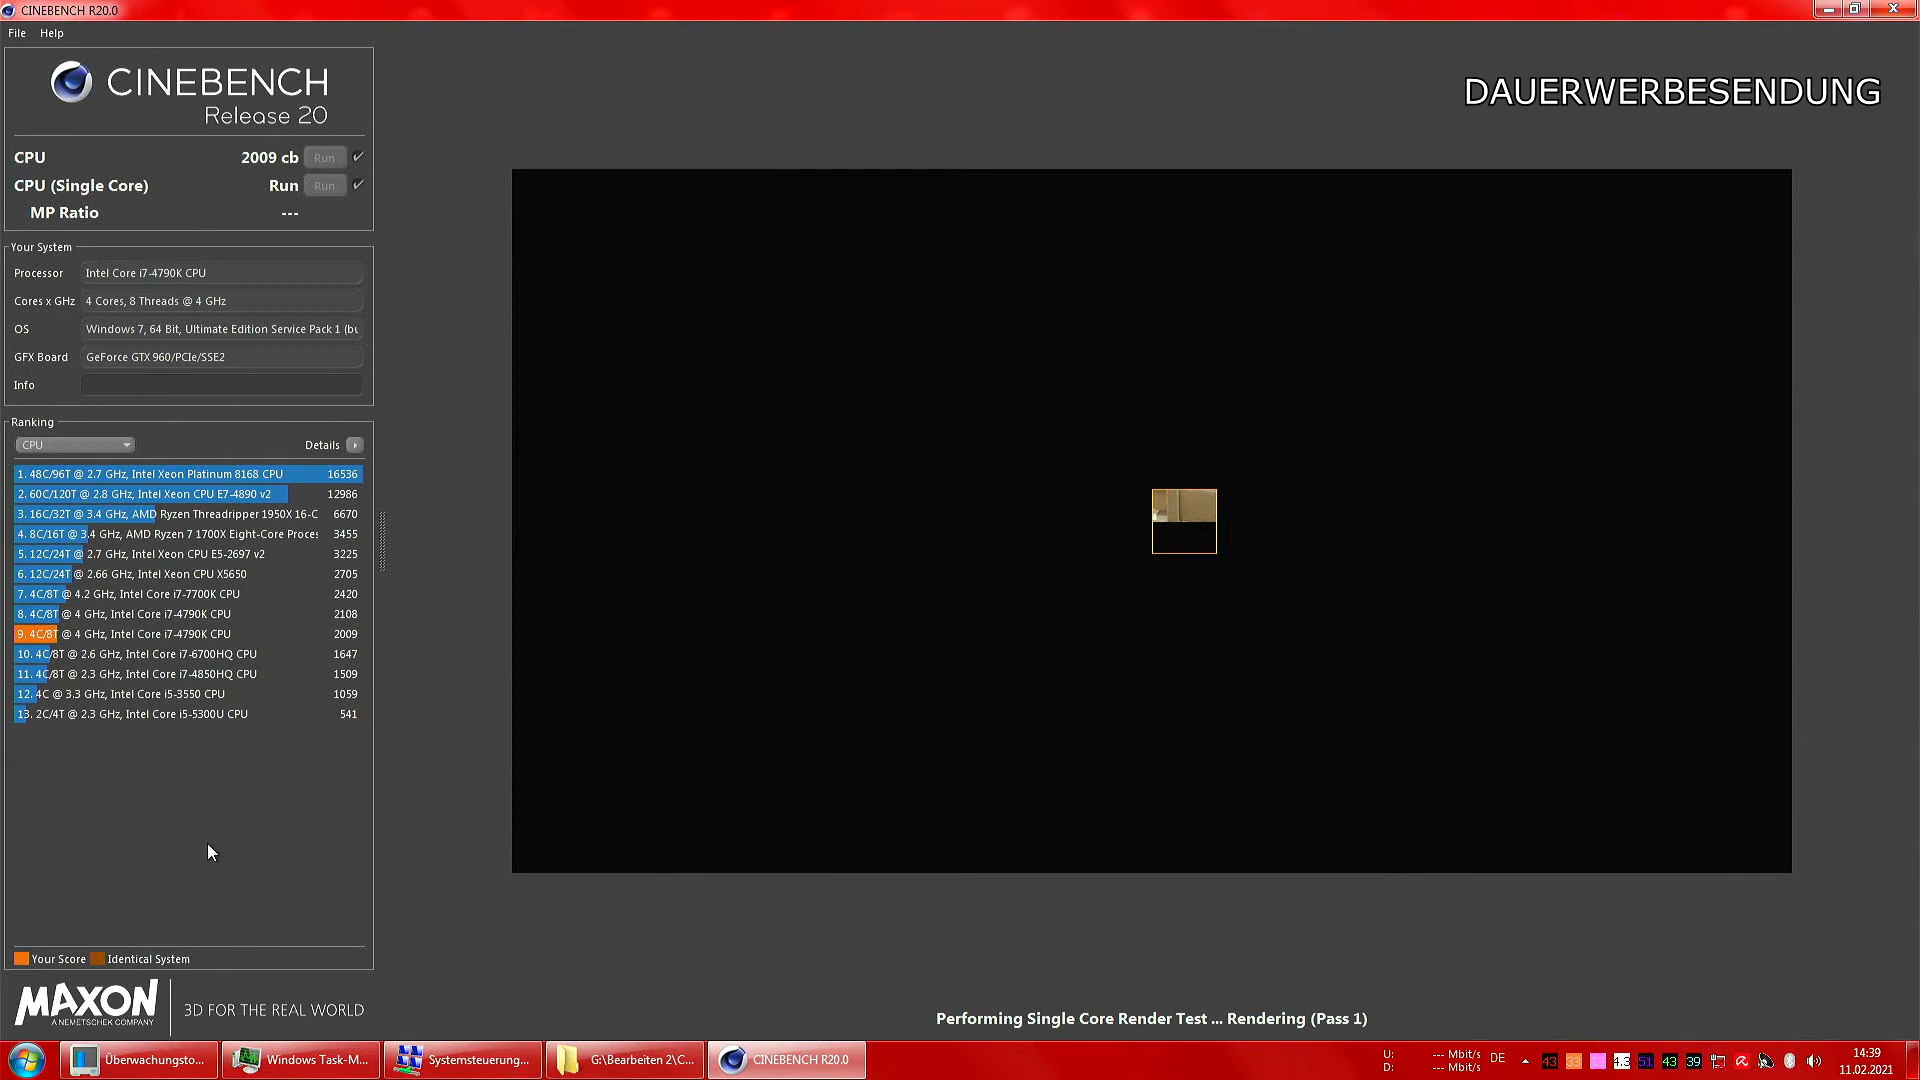 CINEBENCH R20.0
File Help
CINEBENCH
Release 20
DAUERWERBESENDUNG
CPU 2009 cb Run
CPU (Single Core) Run Run
MP Ratio ---
Your System
Processor Intel Core i7-4790K CPU
Cores x GHz 4 Cores, 8 Threads @ 4 GHz
OS Windows 7, 64 Bit, Ultimate Edition Service Pack 1 (bu
GFX Board GeForce GTX 960/PCIe/SSE2
Info
Ranking
CPU Details
1. 48C/96T @ 2.7 GHz, Intel Xeon Platinum 8168 CPU 16536
2. 60C/120T @ 2.8 GHz, Intel Xeon CPU E7-4890 v2 12986
3. 16C/32T @ 3.4 GHz, AMD Ryzen Threadripper 1950X 16-C 6670
4. 8C/16T @ 3.4 GHz, AMD Ryzen 7 1700X Eight-Core Proces 3455
5. 12C/24T @ 2.7 GHz, Intel Xeon CPU E5-2697 v2 3225
6. 12C/24T @ 2.66 GHz, Intel Xeon CPU X5650 2705
7. 4C/8T @ 4.2 GHz, Intel Core i7-7700K CPU 2420
8. 4C/8T @ 4 GHz, Intel Core i7-4790K CPU 2108
9. 4C/8T @ 4 GHz, Intel Core i7-4790K CPU 2009
10. 4C/8T @ 2.6 GHz, Intel Core i7-6700HQ CPU 1647
11. 4C/8T @ 2.3 GHz, Intel Core i7-4850HQ CPU 1509
12. 4C @ 3.3 GHz, Intel Core i5-3550 CPU 1059
13. 2C/4T @ 2.3 GHz, Intel Core i5-5300U CPU 541
Your Score Identical System
MAXON
A NEMETSCHEK COMPANY
3D FOR THE REAL WORLD
Performing Single Core Render Test ... Rendering (Pass 1)
Überwachungsto... Windows Task-M... Systemsteuerung... G:\Bearbeiten 2\C... CINEBENCH R20.0
U: --- Mbit/s
D: --- Mbit/s
DE 43 33 4.3 51 43 39
14:39
11.02.2021